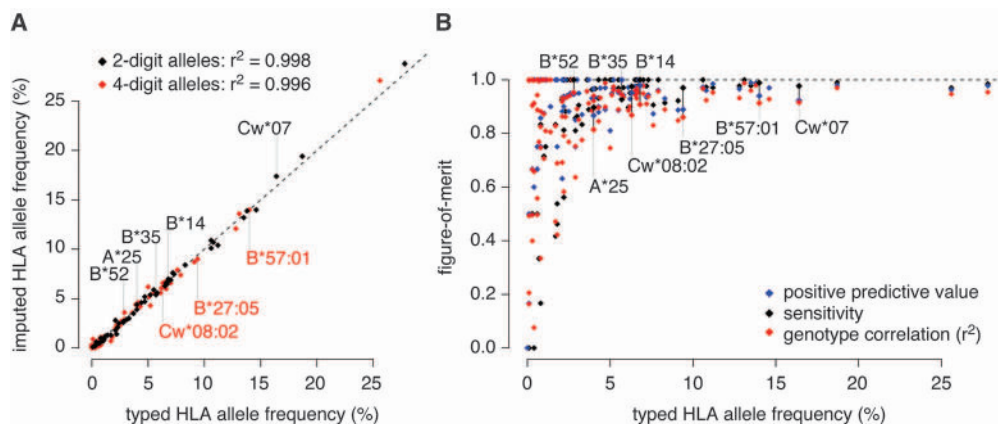 A
2-digit alleles: r² = 0.998
4-digit alleles: r² = 0.996
imputed HLA allele frequency (%)
25
20
15
10
5
0
Cw*07
B*14
B*35
A*25
B*52
B*57:01
B*27:05
Cw*08:02
0 5 10 15 20 25
typed HLA allele frequency (%)
B
B*52 B*35 B*14
figure-of-merit
1.0
0.8
0.6
0.4
0.2
0.0
B*57:01
Cw*07
B*27:05
Cw*08:02
A*25
positive predictive value
sensitivity
genotype correlation (r²)
0 5 10 15 20 25
typed HLA allele frequency (%)